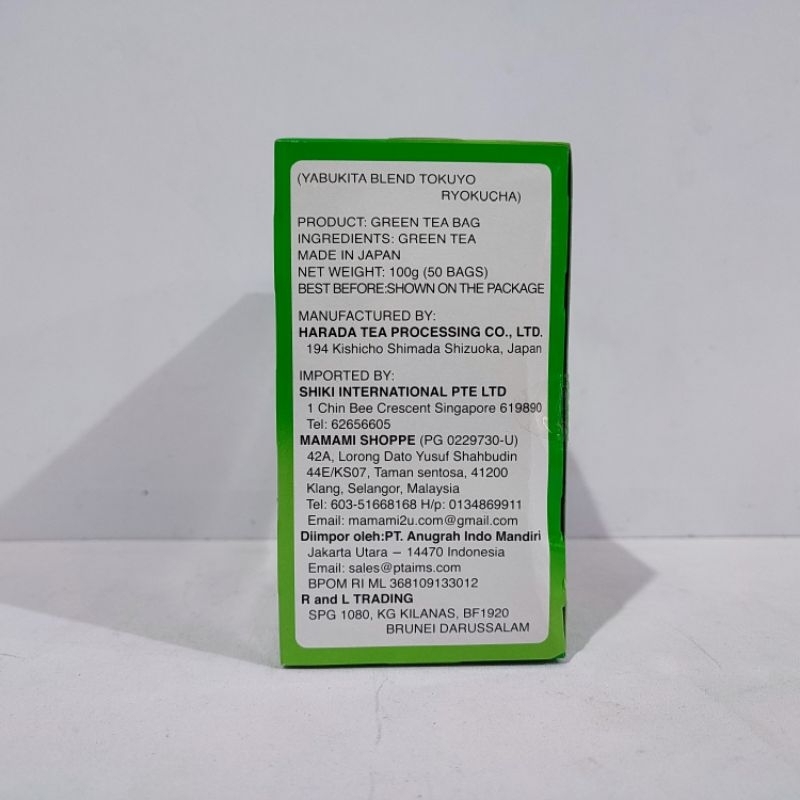 (YABUKITA BLEND TOKUYO
RYOKUCHA)
PRODUCT: GREEN TEA BAG
INGREDIENTS: GREEN TEA
MADE IN JAPAN
NET WEIGHT: 100g (50 BAGS)
BEST BEFORE:SHOWN ON THE PACKAGE
MANUFACTURED BY:
HARADA TEA PROCESSING CO., LTD.
194 Kishicho Shimada Shizuoka, Japan
IMPORTED BY:
SHIKI INTERNATIONAL PTE LTD
1 Chin Bee Crescent Singapore 619890
Tel: 62656605
MAMAMI SHOPPE (PG 0229730-U)
42A, Lorong Dato Yusuf Shahbudin
44E/KS07, Taman sentosa, 41200
Klang, Selangor, Malaysia
Tel: 603-51668168 H/p: 0134869911
Email: mamami2u.com@gmail.com
Diimpor oleh:PT. Anugrah Indo Mandiri
Jakarta Utara – 14470 Indonesia
Email: sales@ptaims.com
BPOM RI ML 368109133012
R and L TRADING
SPG 1080, KG KILANAS, BF1920
BRUNEI DARUSSALAM